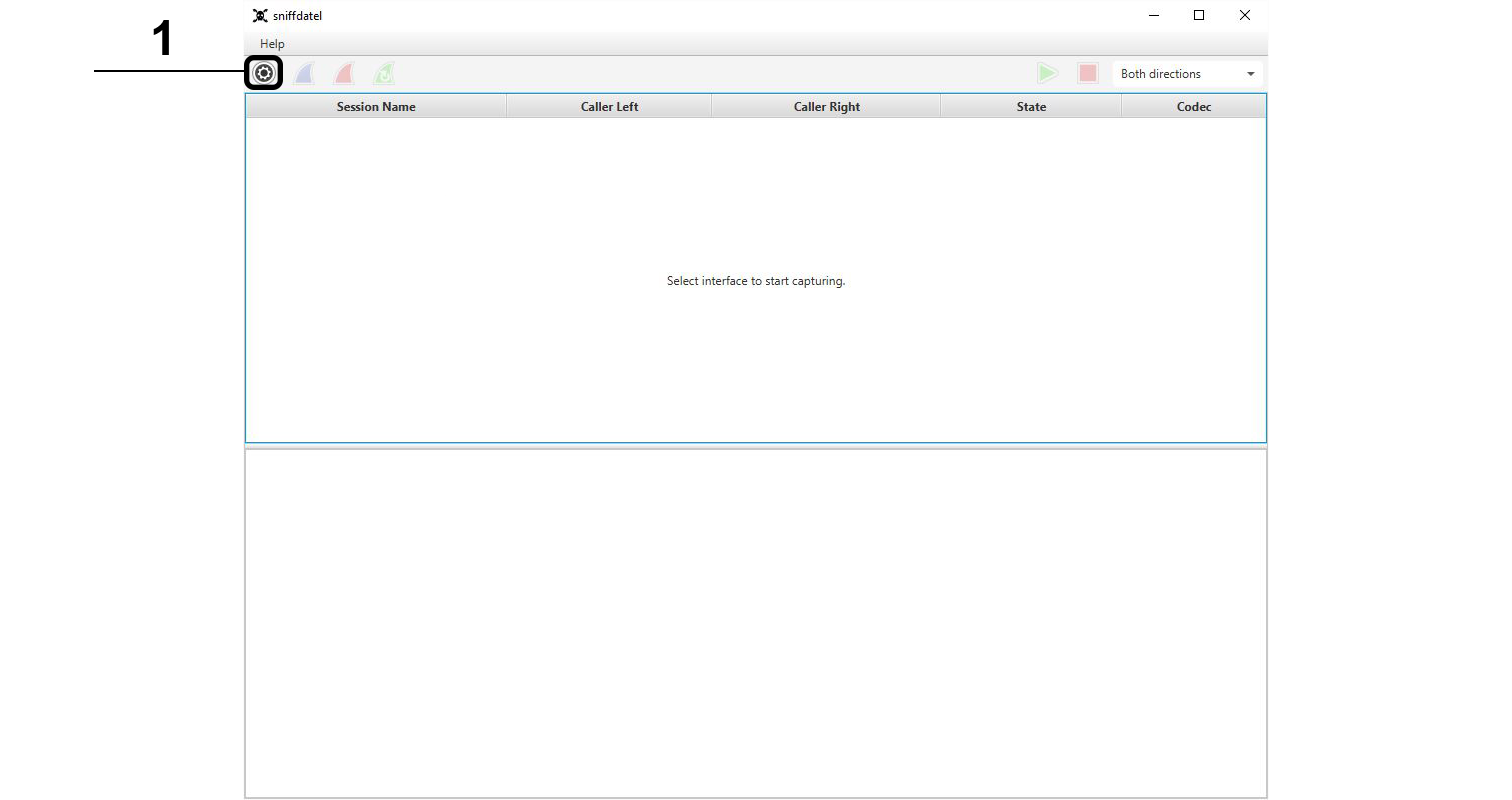 1
sniffdatel
Help
Both directions
Session Name Caller Left Caller Right State Codec
Select interface to start capturing.